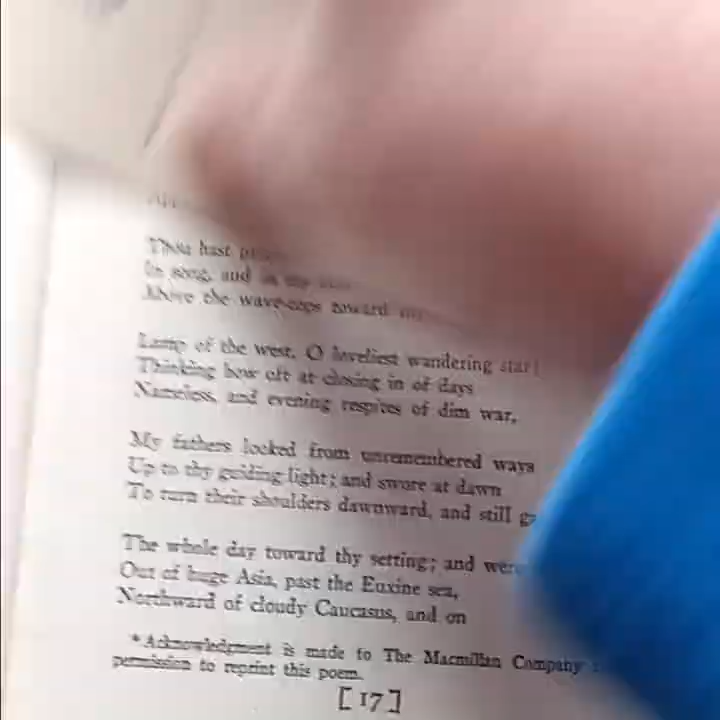 Thou hast
In song, and in my
Above the wave-tops toward
Lamp of the west, O loveliest wandering star!
Thinking how oft at closing in of days
Nameless, and evening respites of dim war,
My fathers looked from unremembered ways
Up to thy guiding light; and swore at dawn
To turn their shoulders dawnward, and still
The whole day toward thy setting; and were
Out of huge Asia, past the Euxine sea,
Northward of cloudy Caucasus, and on
*Acknowledgment is made to The Macmillan Company
permission to reprint this poem.
[17]